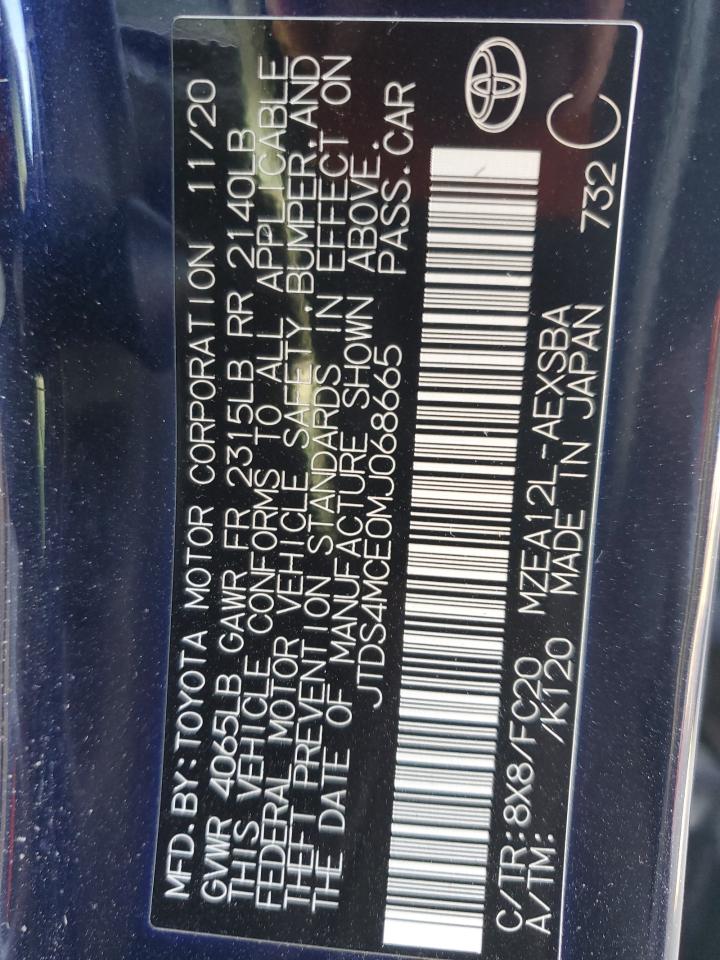 MFD.BY:TOYOTA MOTOR CORPORATION 11/20
GVWR 4065LB GAWR FR 2315LB RR 2140LB
THIS VEHICLE CONFORMS TO ALL APPLICABLE
FEDERAL MOTOR VEHICLE SAFETY,BUMPER,AND
THEFT PREVENTION STANDARDS IN EFFECT ON
THE DATE OF MANUFACTURE SHOWN ABOVE.
JTDS4MCE0MJ068665 PASS.CAR
C/TR:8X8/FC20 MZEA12L-AEXSBA 732 C
A/TM: /K120 MADE IN JAPAN